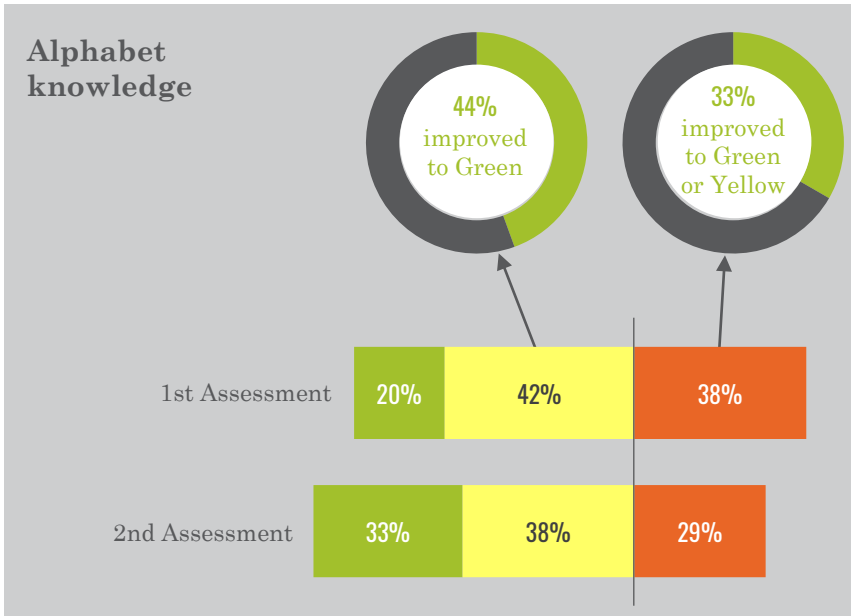 Alphabet
knowledge
44%
improved
to Green
33%
improved
to Green
or Yellow
1st Assessment
20%
42%
38%
2nd Assessment
33%
38%
29%